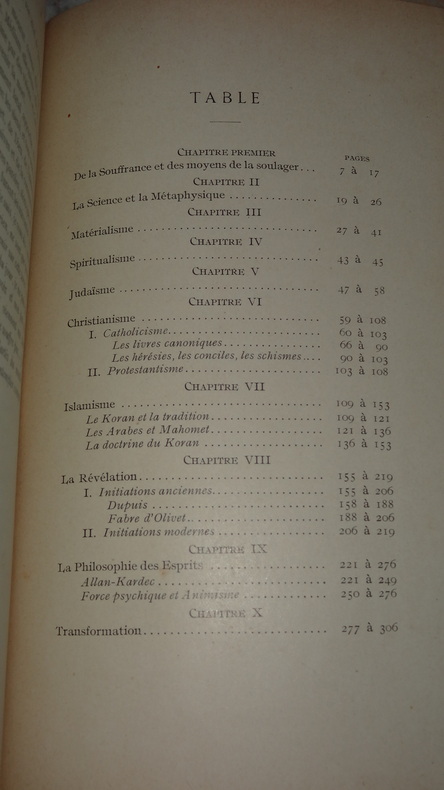 TABLE
CHAPITRE PREMIER
PAGES
De la Souffrance et des moyens de la soulager... 7 à 17
CHAPITRE II
La Science et la Métaphysique .............. 19 à 26
CHAPITRE III
Matérialisme .............................. 27 à 41
CHAPITRE IV
Spiritualisme ............................. 43 à 45
CHAPITRE V
Judaïsme .................................. 47 à 58
CHAPITRE VI
Christianisme ............................. 59 à 108
I. Catholicisme............................ 60 à 103
Les livres canoniques...................... 66 à 90
Les hérésies, les conciles, les schismes.... 90 à 103
II. Protestantisme......................... 103 à 108
CHAPITRE VII
Islamisme ................................. 109 à 153
Le Koran et la tradition................... 109 à 121
Les Arabes et Mahomet...................... 121 à 136
La doctrine du Koran ...................... 136 à 153
CHAPITRE VIII
La Révélation.............................. 155 à 219
I. Initiations anciennes................... 155 à 206
Dupuis .................................... 158 à 188
Fabre d'Olivet............................. 188 à 206
II. Initiations modernes................... 206 à 219
CHAPITRE IX
La Philosophie des Esprits ................ 221 à 276
Allan-Kardec .............................. 221 à 249
Force psychique et Animisme ............... 250 à 276
CHAPITRE X
Transformation............................. 277 à 306